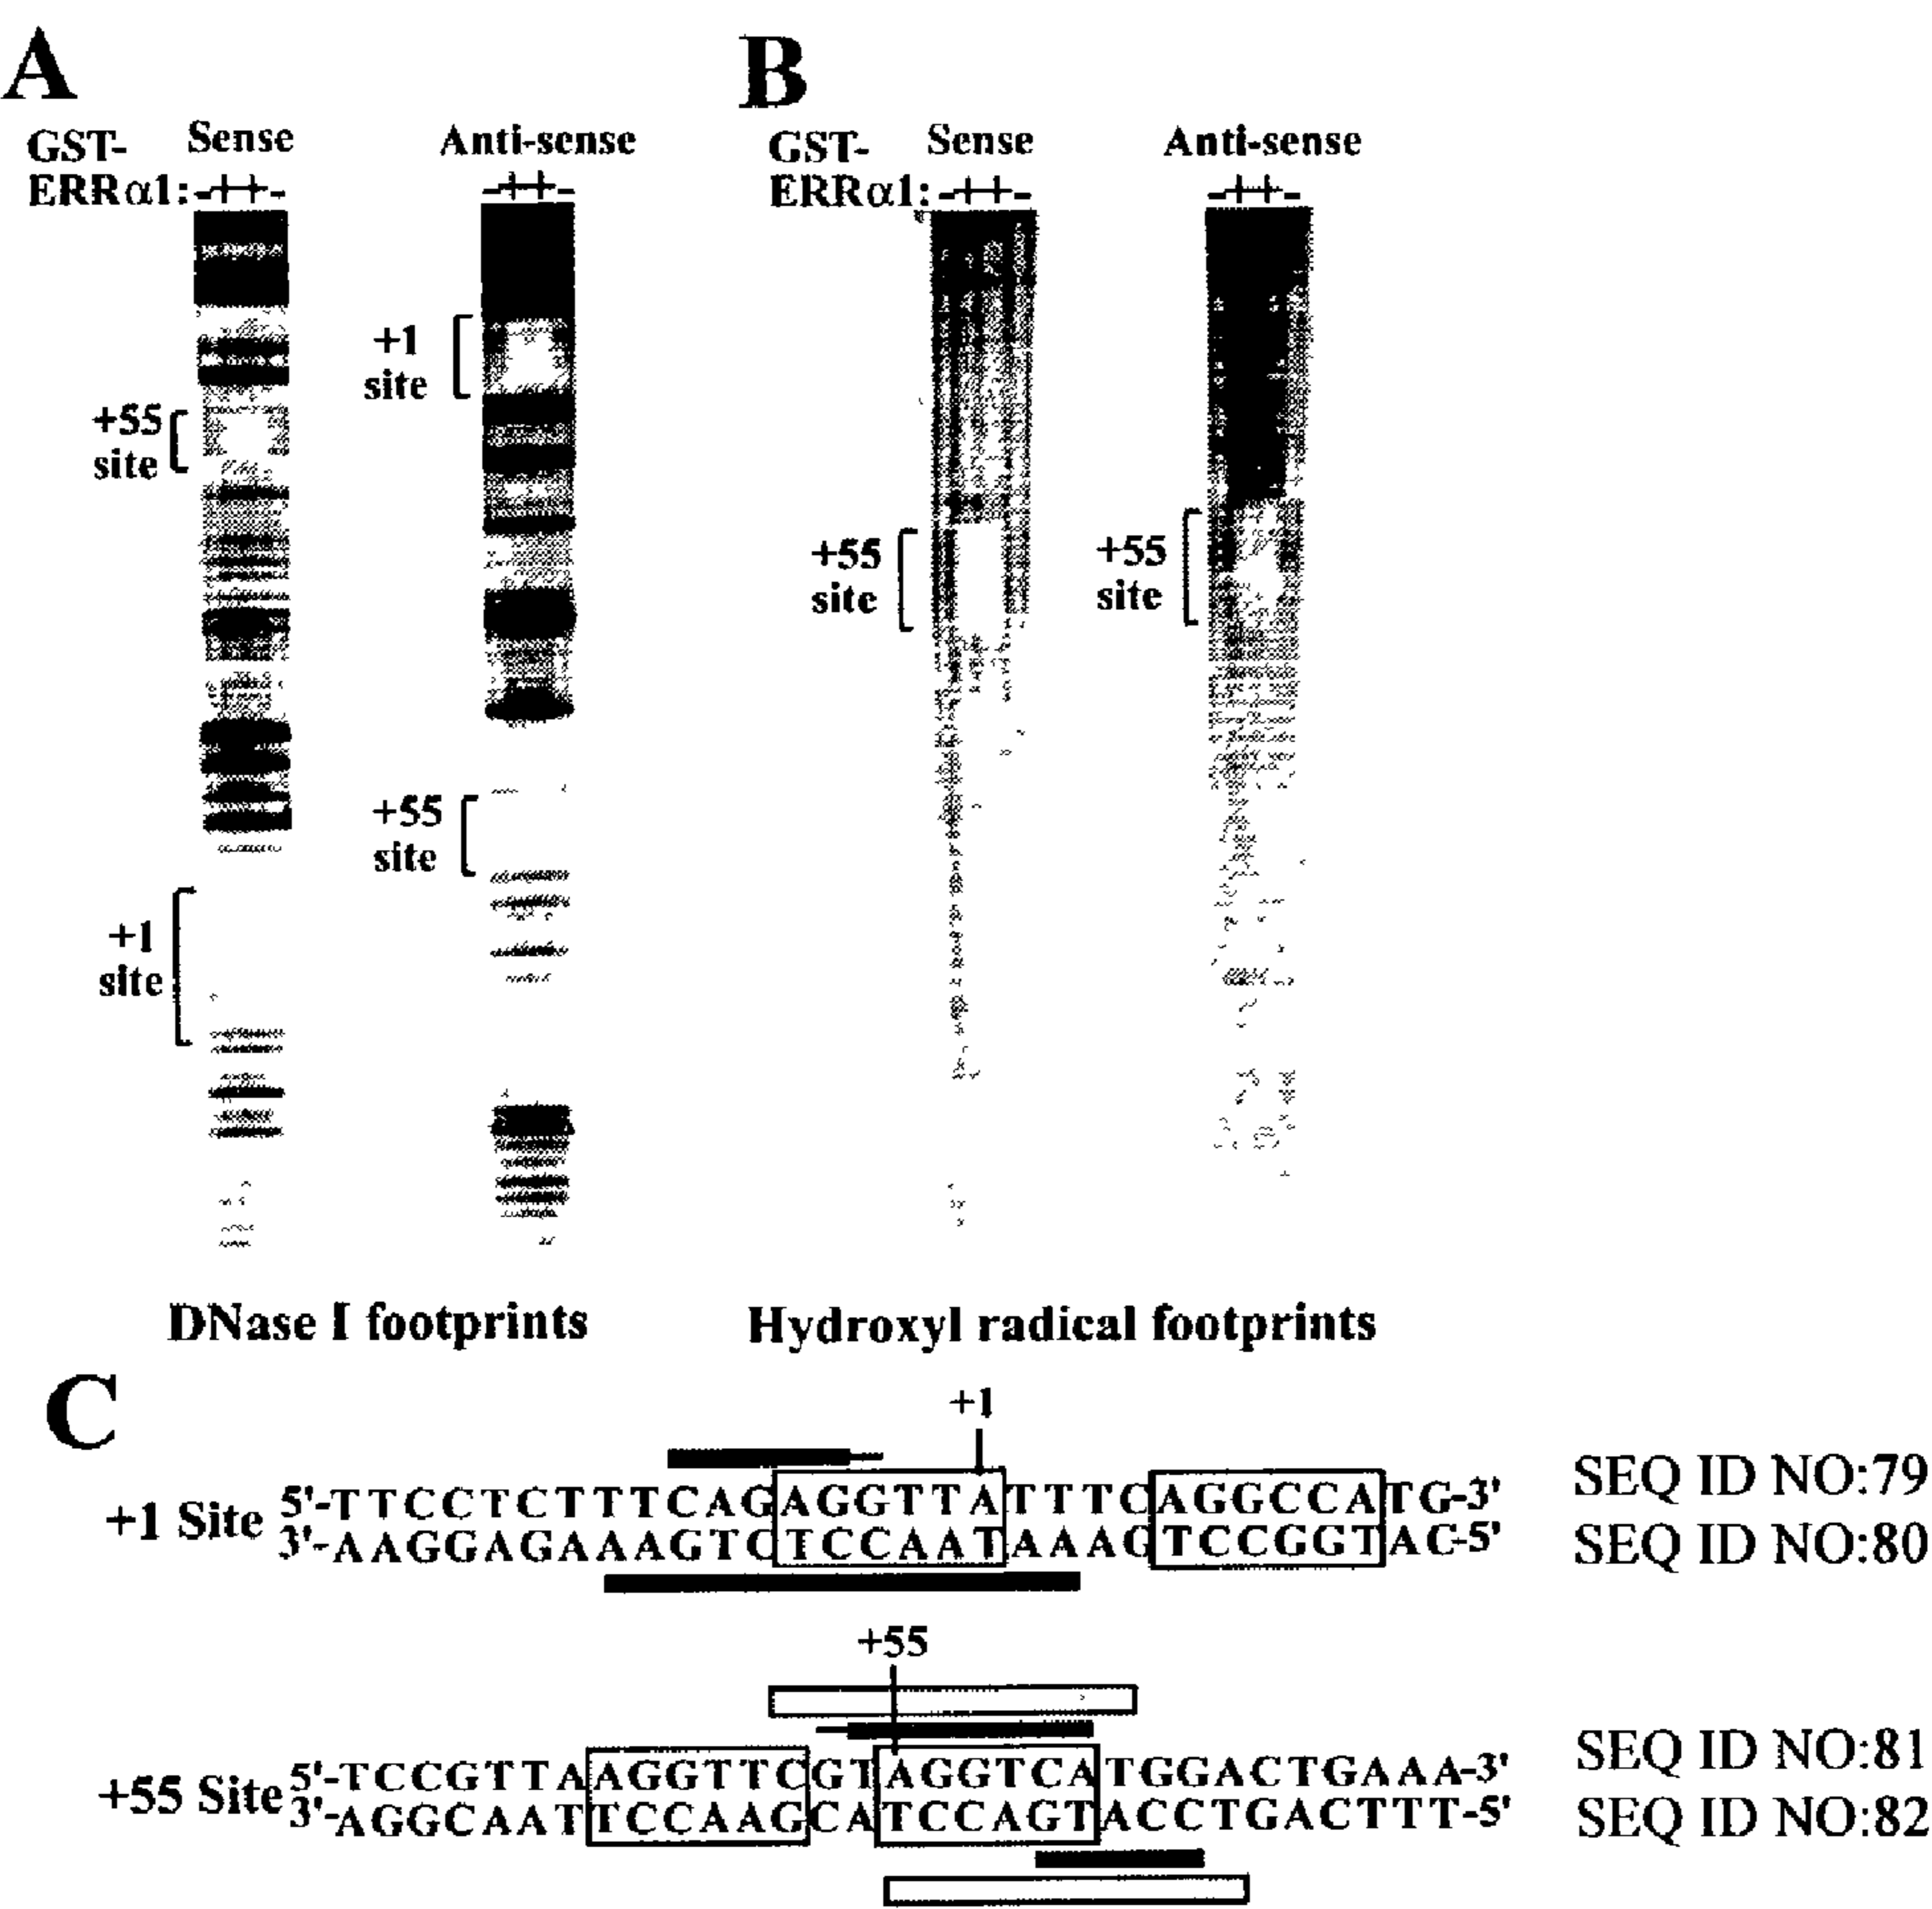 A
GST-
ERRα1:
Sense
-++-
Anti-sense
-++-
+1
site
+55
site
+55
site
+1
site
DNase I footprints
B
GST-
ERRα1:
Sense
-++-
Anti-sense
-++-
+55
site
+55
site
Hydroxyl radical footprints
C
+1
+1 Site
5'-TTCCTCTTTCAGAGGTTATTTCAGGCCATG-3'
SEQ ID NO:79
3'-AAGGAGAAAGTCTCCAATAAAGTCCGGTAC-5'
SEQ ID NO:80
+55
+55 Site
5'-TCCGTTAAGGTTCGTAGGTCATGGACTGAAA-3'
SEQ ID NO:81
3'-AGGCAATTCCAAGCATCCAGTACCTGACTTT-5'
SEQ ID NO:82